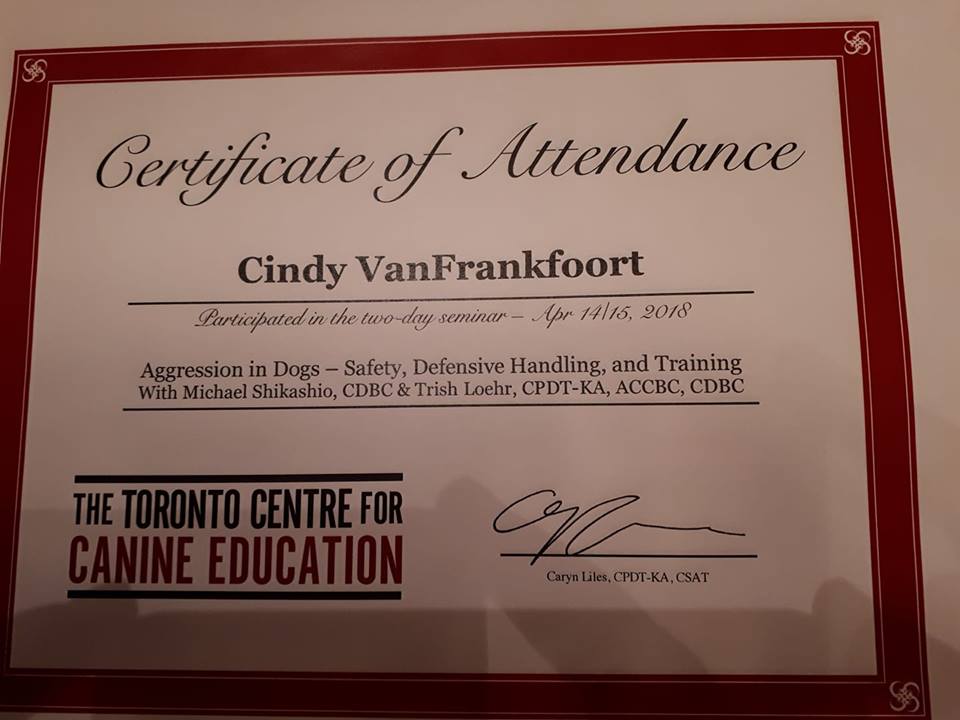 Certificate of Attendance
Cindy VanFrankfoort
Participated in the two-day seminar – Apr 14/15, 2018
Aggression in Dogs – Safety, Defensive Handling, and Training
With Michael Shikashio, CDBC & Trish Loehr, CPDT-KA, ACCBC, CDBC
THE TORONTO CENTRE FOR
CANINE EDUCATION
Caryn Liles, CPDT-KA, CSAT